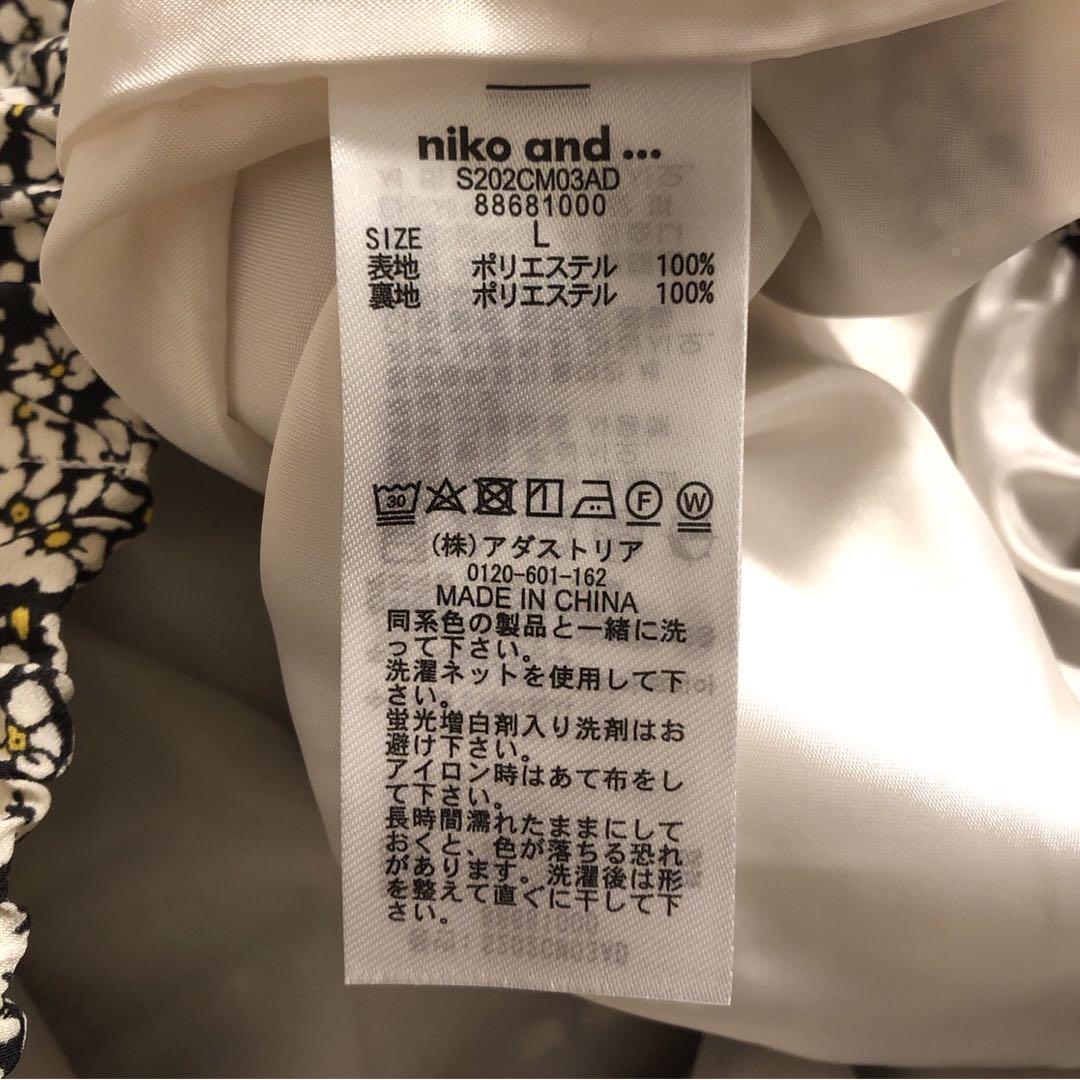 niko and ...
S202CM03AD
88681000
SIZE L
表地 ポリエステル 100%
裏地 ポリエステル 100%
30
F W
(株)アダストリア
0120-601-162
MADE IN CHINA
同系色の製品と一緒に洗
って下さい。
洗濯ネットを使用して下
さい。
蛍光増白剤入り洗剤はお
避け下さい。
アイロン時はあて布をし
て下さい。
長時間濡れたままにして
おくと、色が落ちる恐れ
があります。洗濯後は形
を整えて直ぐに干して下
さい。